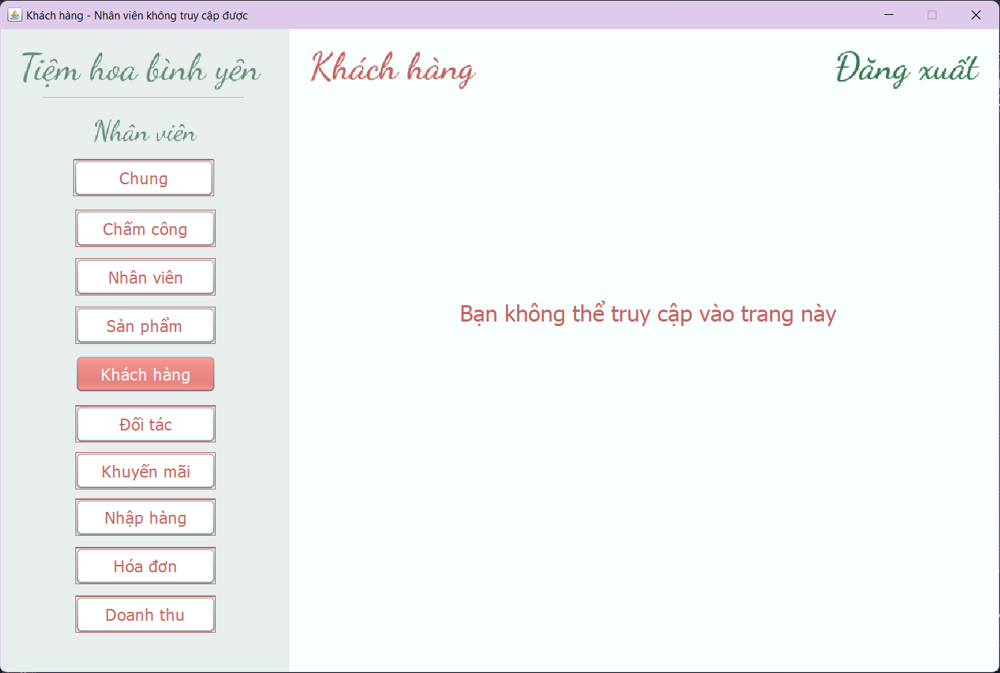 Khách hàng - Nhân viên không truy cập được
Tiệm hoa bình yên
Nhân viên
Chung
Chấm công
Nhân viên
Sản phẩm
Khách hàng
Đối tác
Khuyến mãi
Nhập hàng
Hóa đơn
Doanh thu
Khách hàng
Đăng xuất
Bạn không thể truy cập vào trang này